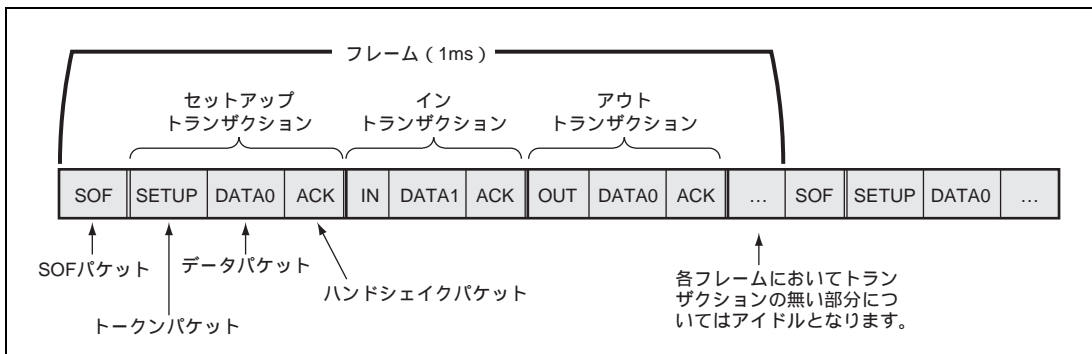 フレーム（1ms）
セットアップ
トランザクション
イン
トランザクション
アウト
トランザクション
SOF SETUP DATA0 ACK IN DATA1 ACK OUT DATA0 ACK … SOF SETUP DATA0 …
SOFパケット
トークンパケット
データパケット
ハンドシェイクパケット
各フレームにおいてトラン
ザクションの無い部分につ
いてはアイドルとなります。